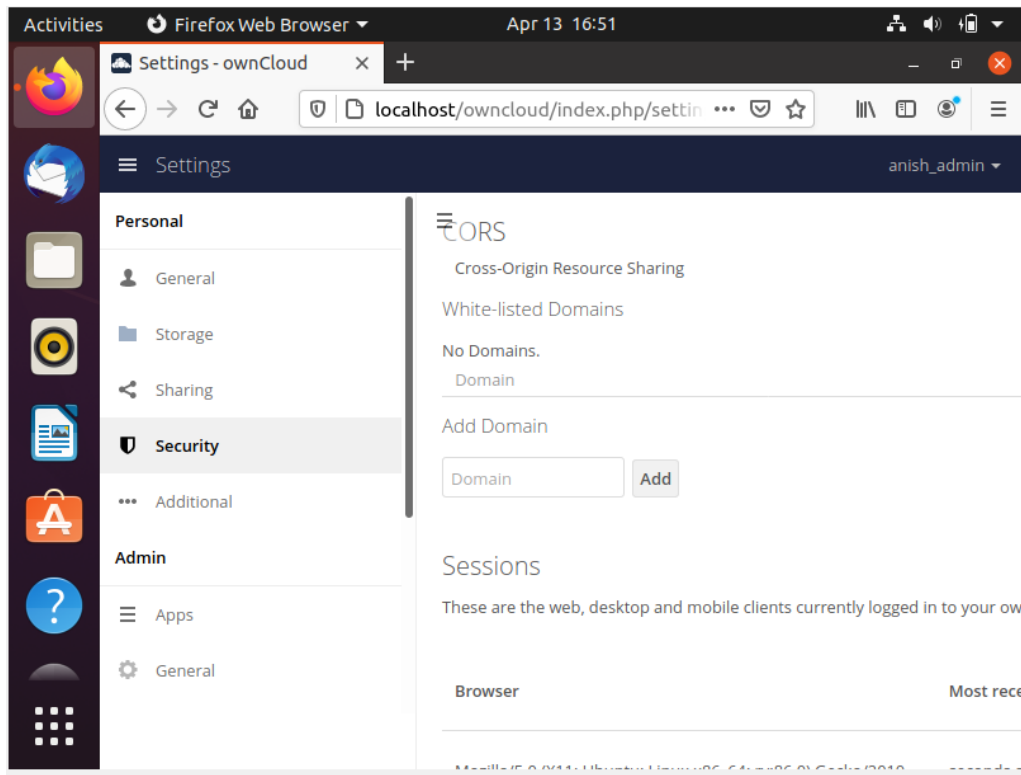 Activities Firefox Web Browser Apr 13 16:51
Settings - ownCloud
localhost/owncloud/index.php/settin
Settings anish_admin
Personal
General
Storage
Sharing
Security
Additional
Admin
Apps
General
CORS
Cross-Origin Resource Sharing
White-listed Domains
No Domains.
Domain
Add Domain
Domain Add
Sessions
These are the web, desktop and mobile clients currently logged in to your ow
Browser Most rece